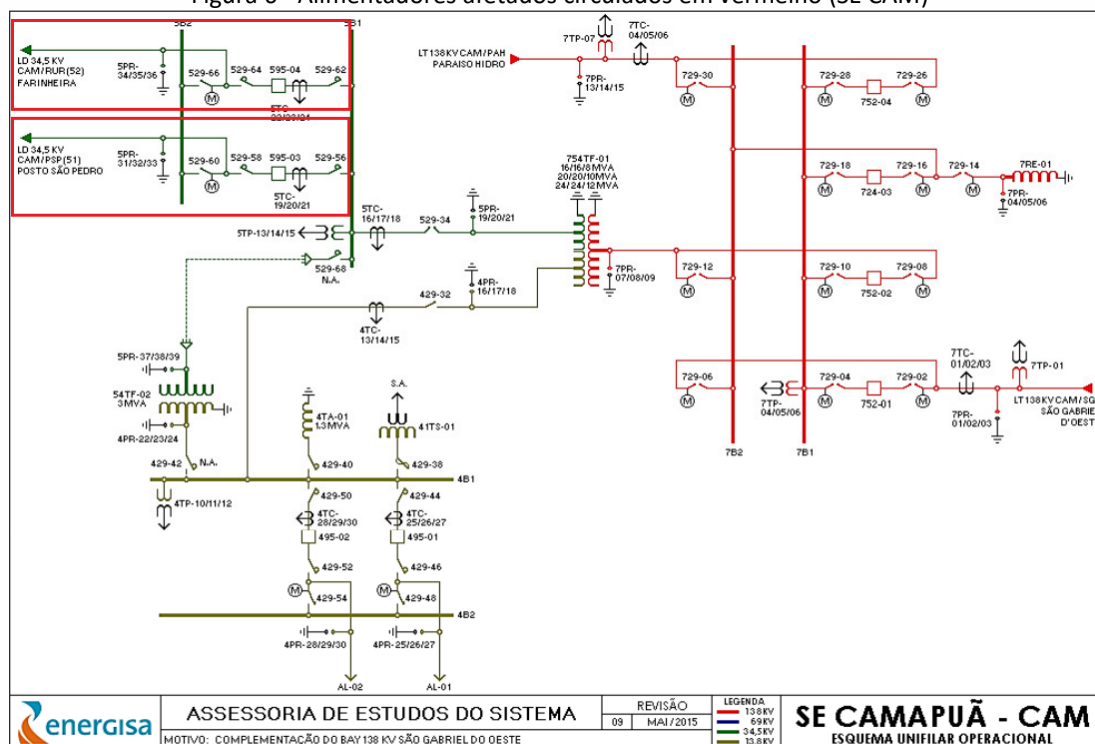 Figura 6 - Alimentadores afetados circulados em vermelho (SE CAM)
5B2
5B1
LD 34,5 KV
CAM/RUR(52)
FARINHEIRA
5PR-
34/35/36
529-66
529-64
595-04
529-62
M
5TC-
22/23/24
LD 34,5 KV
CAM/PSP(51)
POSTO SÃO PEDRO
5PR-
31/32/33
529-60
529-58
595-03
529-56
M
5TC-
19/20/21
LT138KV CAM/PAH
PARAISO HIDRO
7TP-
07
7TC-
04/05/06
7PR-
13/14/15
729-30
M
729-28
729-26
752-04
M
M
729-18
729-16
729-14
7RE-01
724-03
M
M
M
7PR-
04/05/06
754TF-01
16/16/8MVA
20/20/10MVA
24/24/12MVA
5TC-
16/17/18
529-34
5PR-
19/20/21
5TP-13/14/15
529-68
N.A.
4PR-
16/17/18
429-32
4TC-
13/14/15
7PR-
07/08/09
729-12
M
729-10
729-08
752-02
M
M
729-06
M
7TP-
04/05/06
729-04
729-02
752-01
M
M
7TC-
01/02/03
7TP-01
7PR-
01/02/03
LT138KV CAM/SG
SÃO GABRIEL
D'OEST
7B2
7B1
5PR-37/38/39
54TF-02
3MVA
4PR-22/23/24
429-42
N.A.
4TA-01
1.3MVA
S.A.
41TS-01
429-40
429-38
4B1
4TP-10/11/12
429-50
429-44
4TC-
28/29/30
4TC-
25/26/27
495-02
495-01
429-52
429-46
M
429-54
M
429-48
4B2
4PR-28/29/30
4PR-25/26/27
AL-02
AL-01
energisa
ASSESSORIA DE ESTUDOS DO SISTEMA
MOTIVO: COMPLEMENTAÇÃO DO BAY 138 KV SÃO GABRIEL DO OESTE
REVISÃO
09
MAI/2015
LEGENDA
138KV
69KV
34,5KV
13,8KV
SE CAMAPUÃ - CAM
ESQUEMA UNIFILAR OPERACIONAL